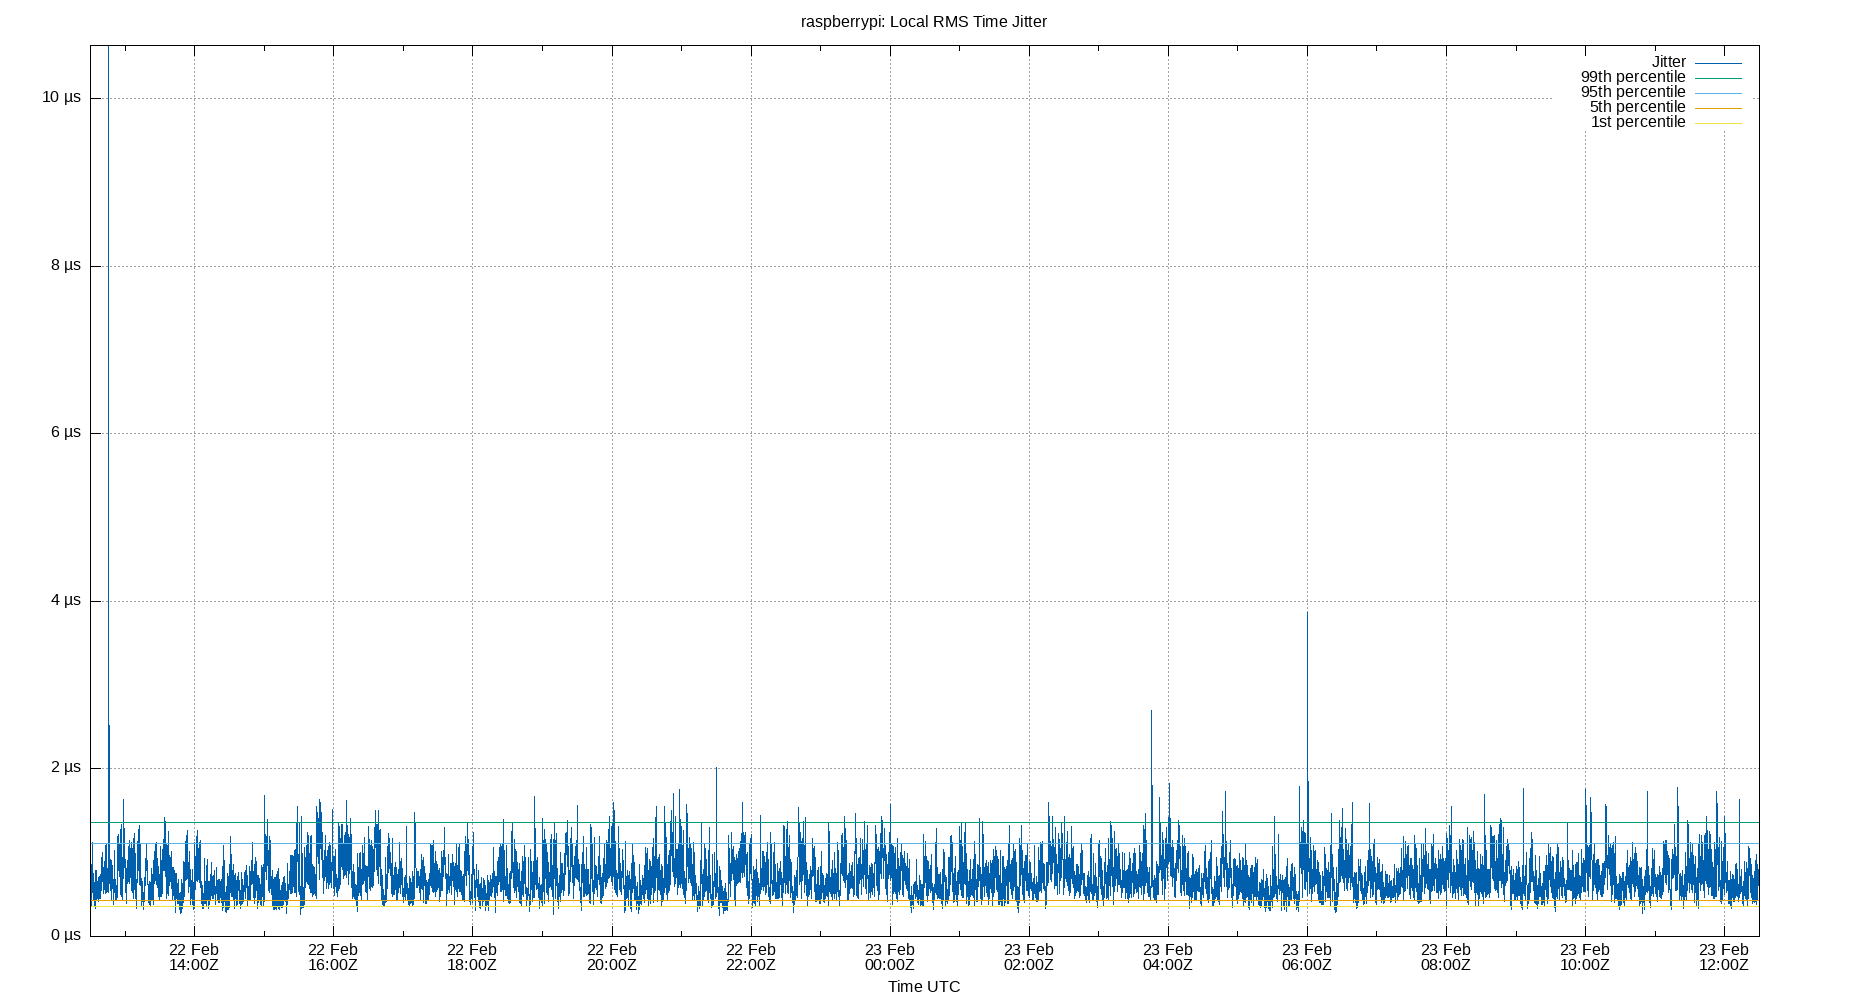 raspberrypi: Local RMS Time Jitter
Jitter
99th percentile
95th percentile
5th percentile
1st percentile
10 µs
8 µs
6 µs
4 µs
2 µs
0 µs
22 Feb 22 Feb 22 Feb 22 Feb 22 Feb 23 Feb 23 Feb 23 Feb 23 Feb 23 Feb 23 Feb 23 Feb
14:00Z 16:00Z 18:00Z 20:00Z 22:00Z 00:00Z 02:00Z 04:00Z 06:00Z 08:00Z 10:00Z 12:00Z
Time UTC